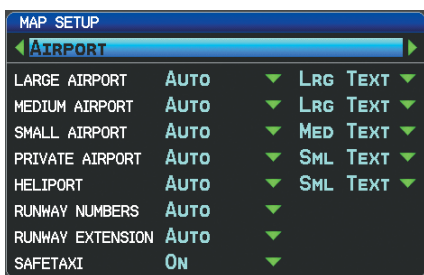 MAP SETUP
AIRPORT
LARGE AIRPORT AUTO LRG TEXT
MEDIUM AIRPORT AUTO LRG TEXT
SMALL AIRPORT AUTO MED TEXT
PRIVATE AIRPORT AUTO SML TEXT
HELIPORT AUTO SML TEXT
RUNWAY NUMBERS AUTO
RUNWAY EXTENSION AUTO
SAFETAXI ON